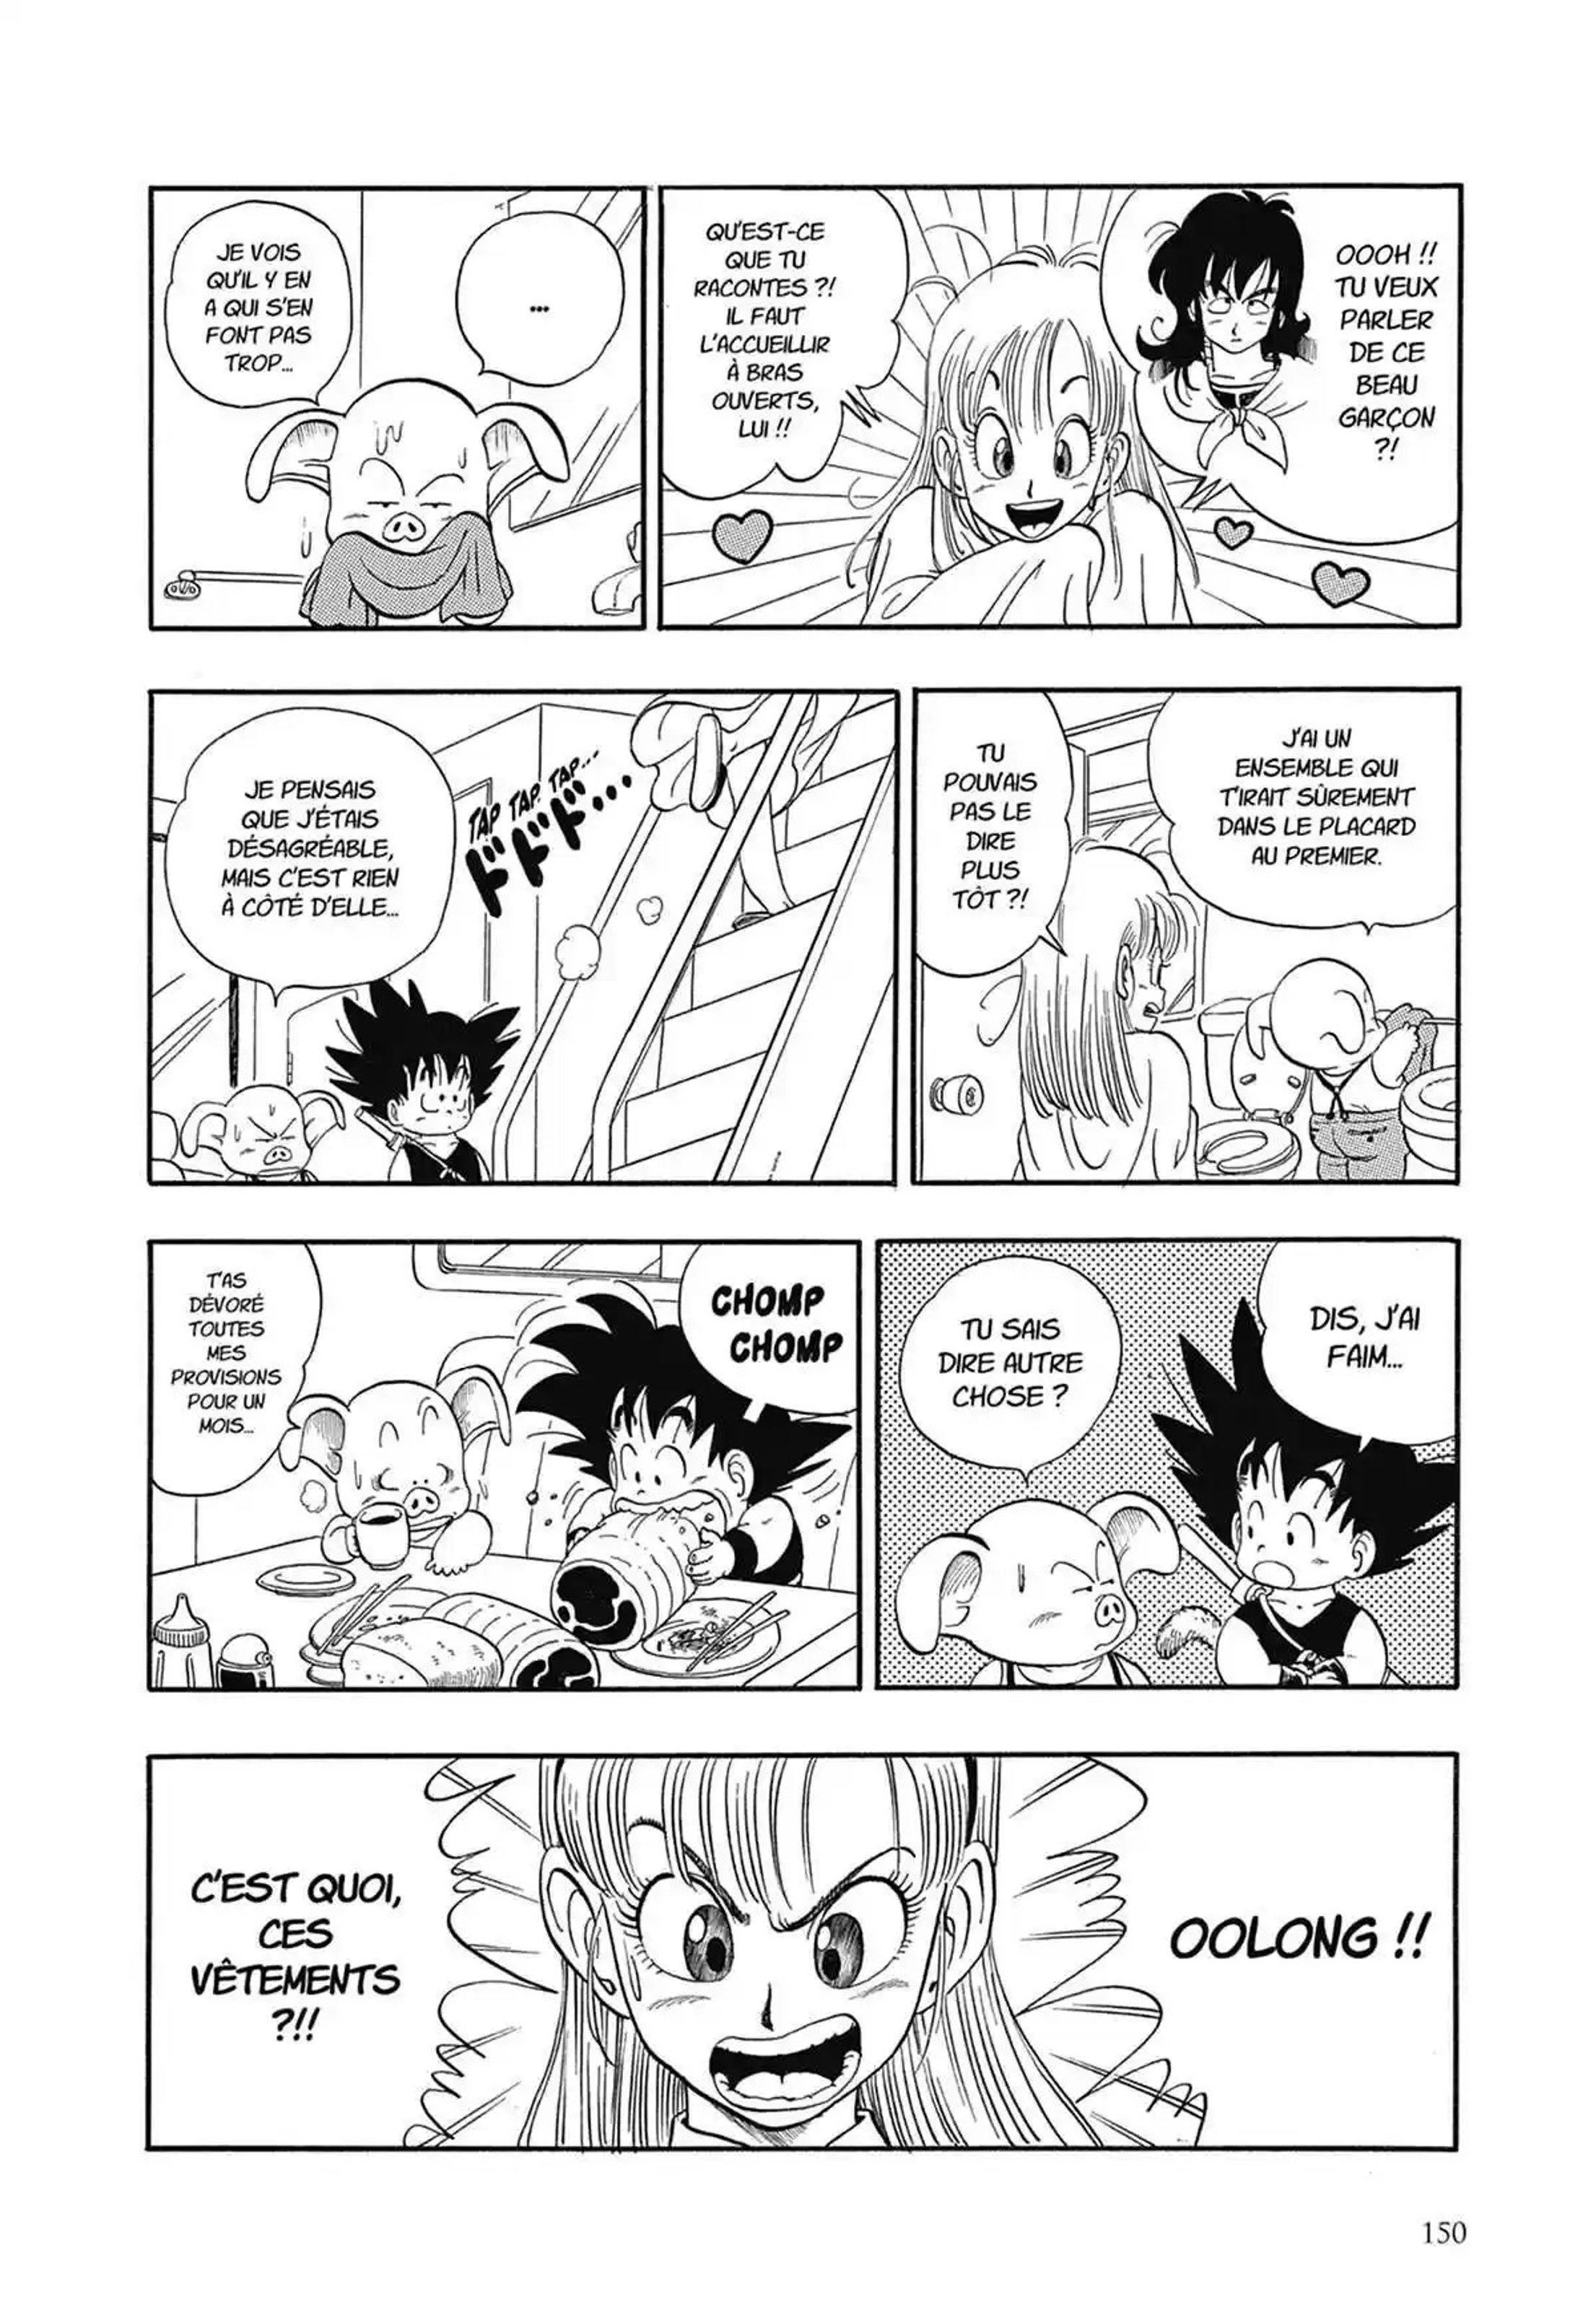 OOOH !!
TU VEUX
PARLER
DE CE
BEAU
GARÇON
?!
QU'EST-CE
QUE TU
RACONTES ?!
IL FAUT
L'ACCUEILLIR
À BRAS
OUVERTS,
LUI !!
...
JE VOIS
QU'IL Y EN
A QUI S'EN
FONT PAS
TROP...
J'AI UN
ENSEMBLE QUI
T'IRAIT SÛREMENT
DANS LE PLACARD
AU PREMIER.
TU
POUVAIS
PAS LE
DIRE
PLUS
TÔT ?!
TAP TAP TAP...
ドドド...
JE PENSAIS
QUE J'ÉTAIS
DÉSAGRÉABLE,
MAIS C'EST RIEN
À CÔTÉ D'ELLE...
DIS, J'AI
FAIM...
TU SAIS
DIRE AUTRE
CHOSE ?
CHOMP
CHOMP
T'AS
DÉVORÉ
TOUTES
MES
PROVISIONS
POUR UN
MOIS...
OOLONG !!
C'EST QUOI,
CES
VÊTEMENTS
?!!
150